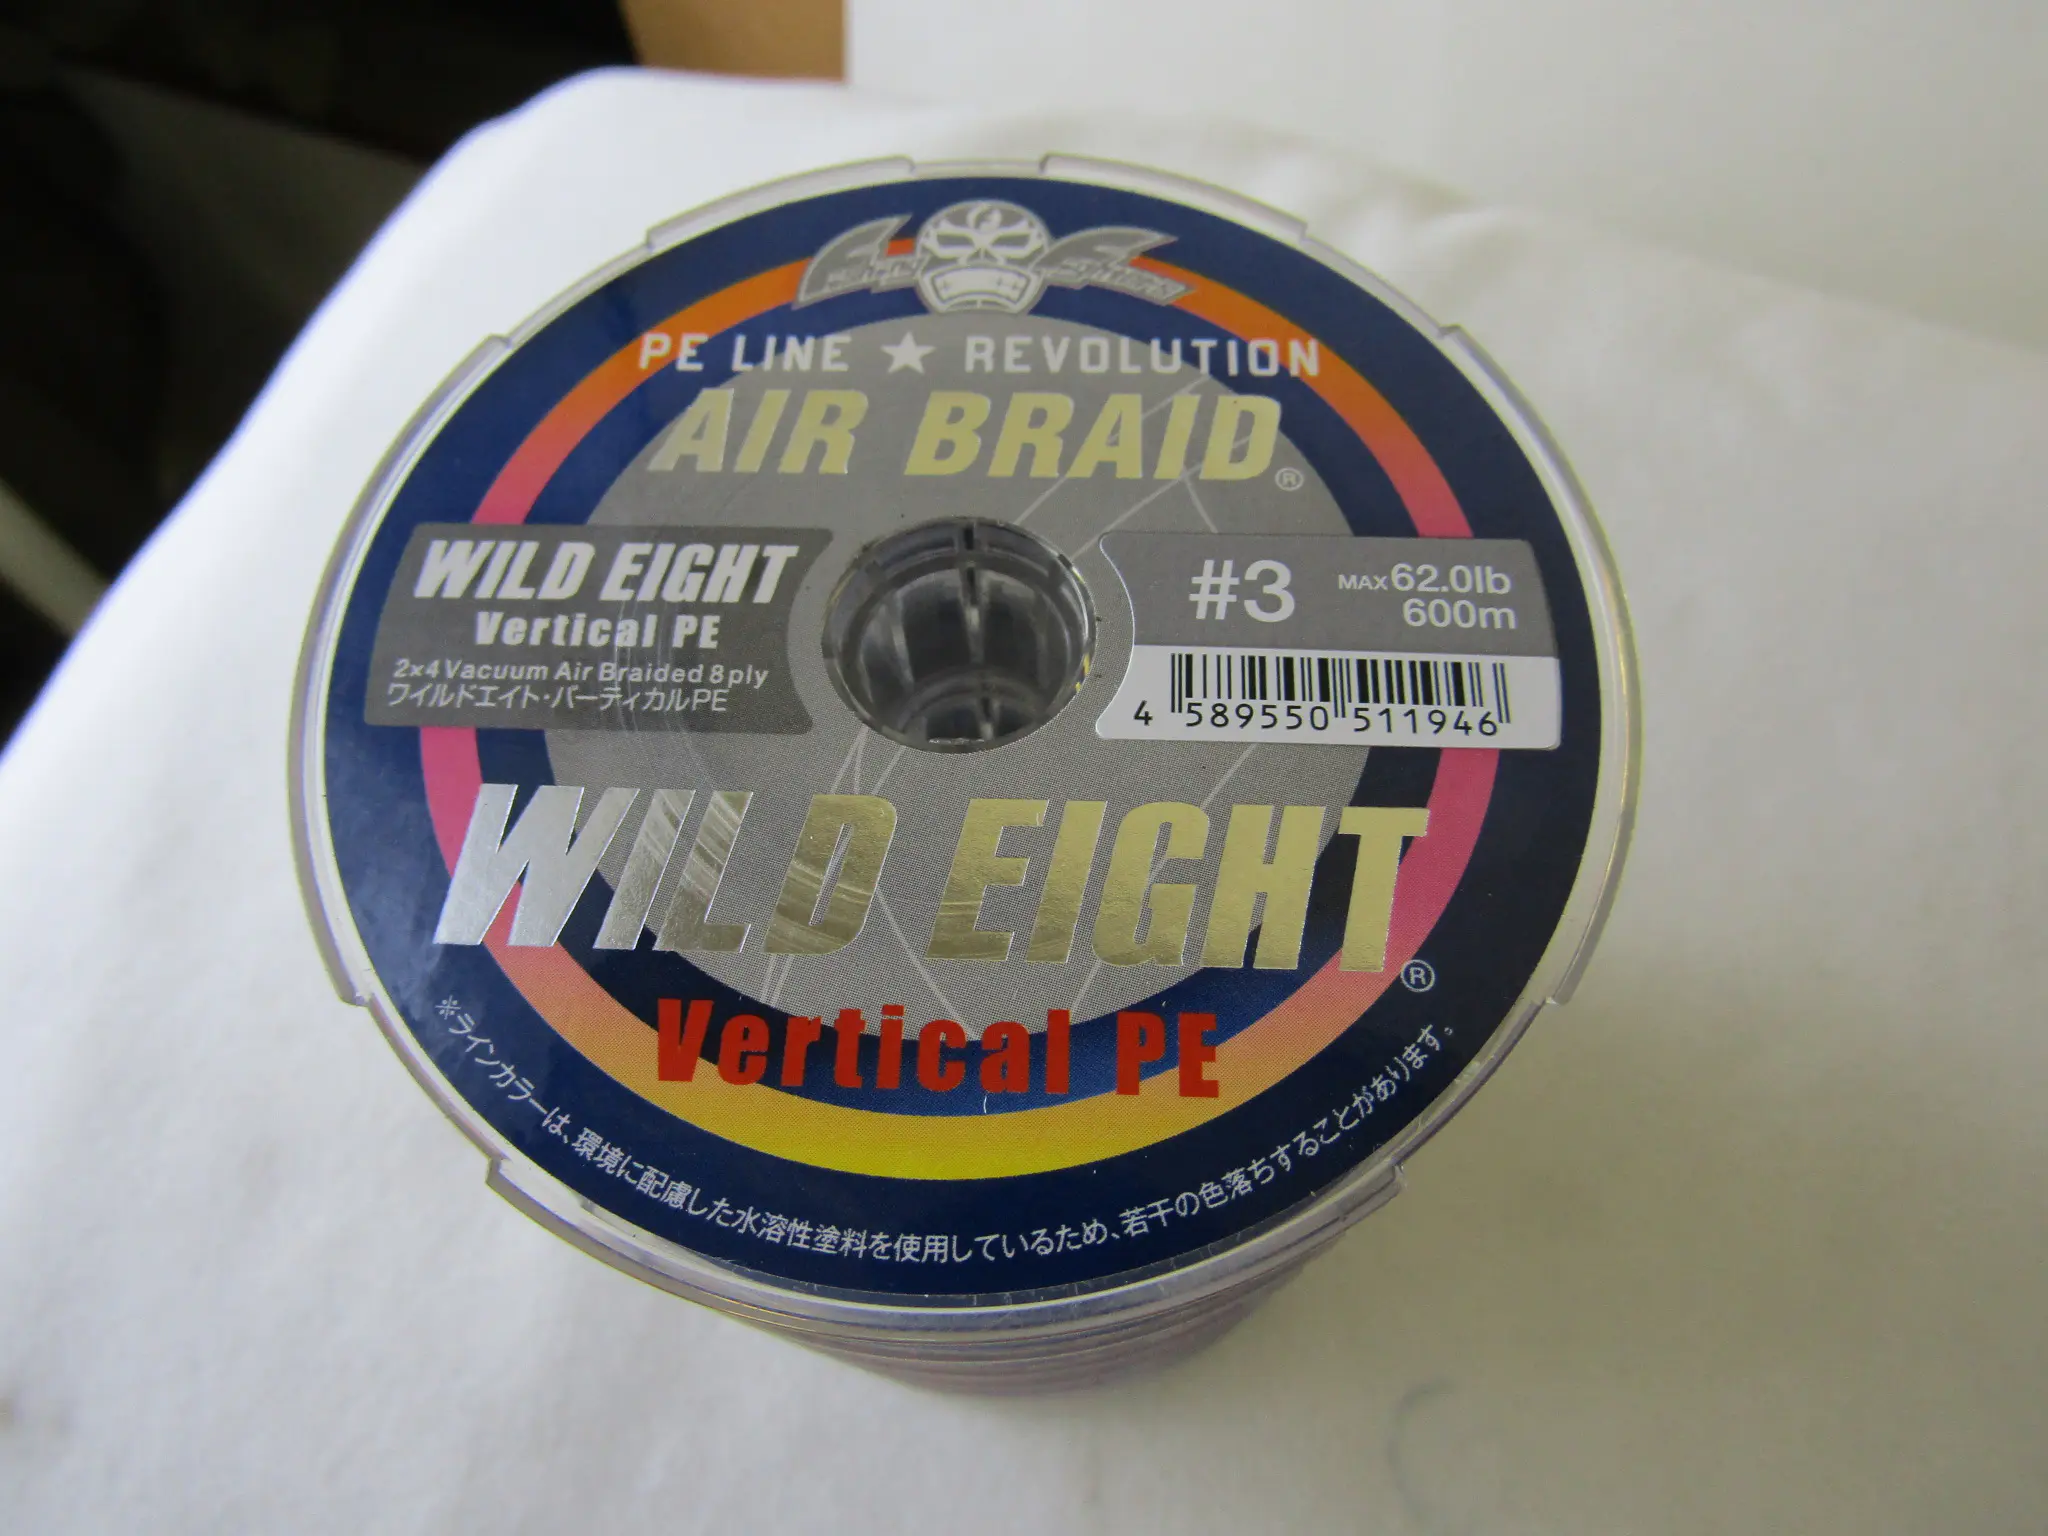 PE LINE ★ REVOLUTION
AIR BRAID®
WILD EIGHT
Vertical PE
2×4 Vacuum Air Braided 8ply
ワイルドエイト・バーティカルPE
#3
MAX 62.0lb
600m
4 589550 511946
WILD EIGHT®
Vertical PE
※ラインカラーは、環境に配慮した水溶性塗料を使用しているため、若干の色落ちすることがあります。